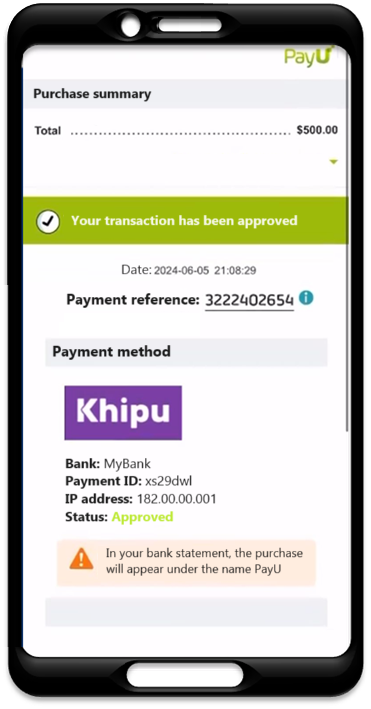 PayU
Purchase summary
Total ................................................ $500.00
Your transaction has been approved
Date: 2024-06-05 21:08:29
Payment reference: 3222402654 i
Payment method
Khipu
Bank: MyBank
Payment ID: xs29dwl
IP address: 182.00.00.001
Status: Approved
In your bank statement, the purchase
will appear under the name PayU